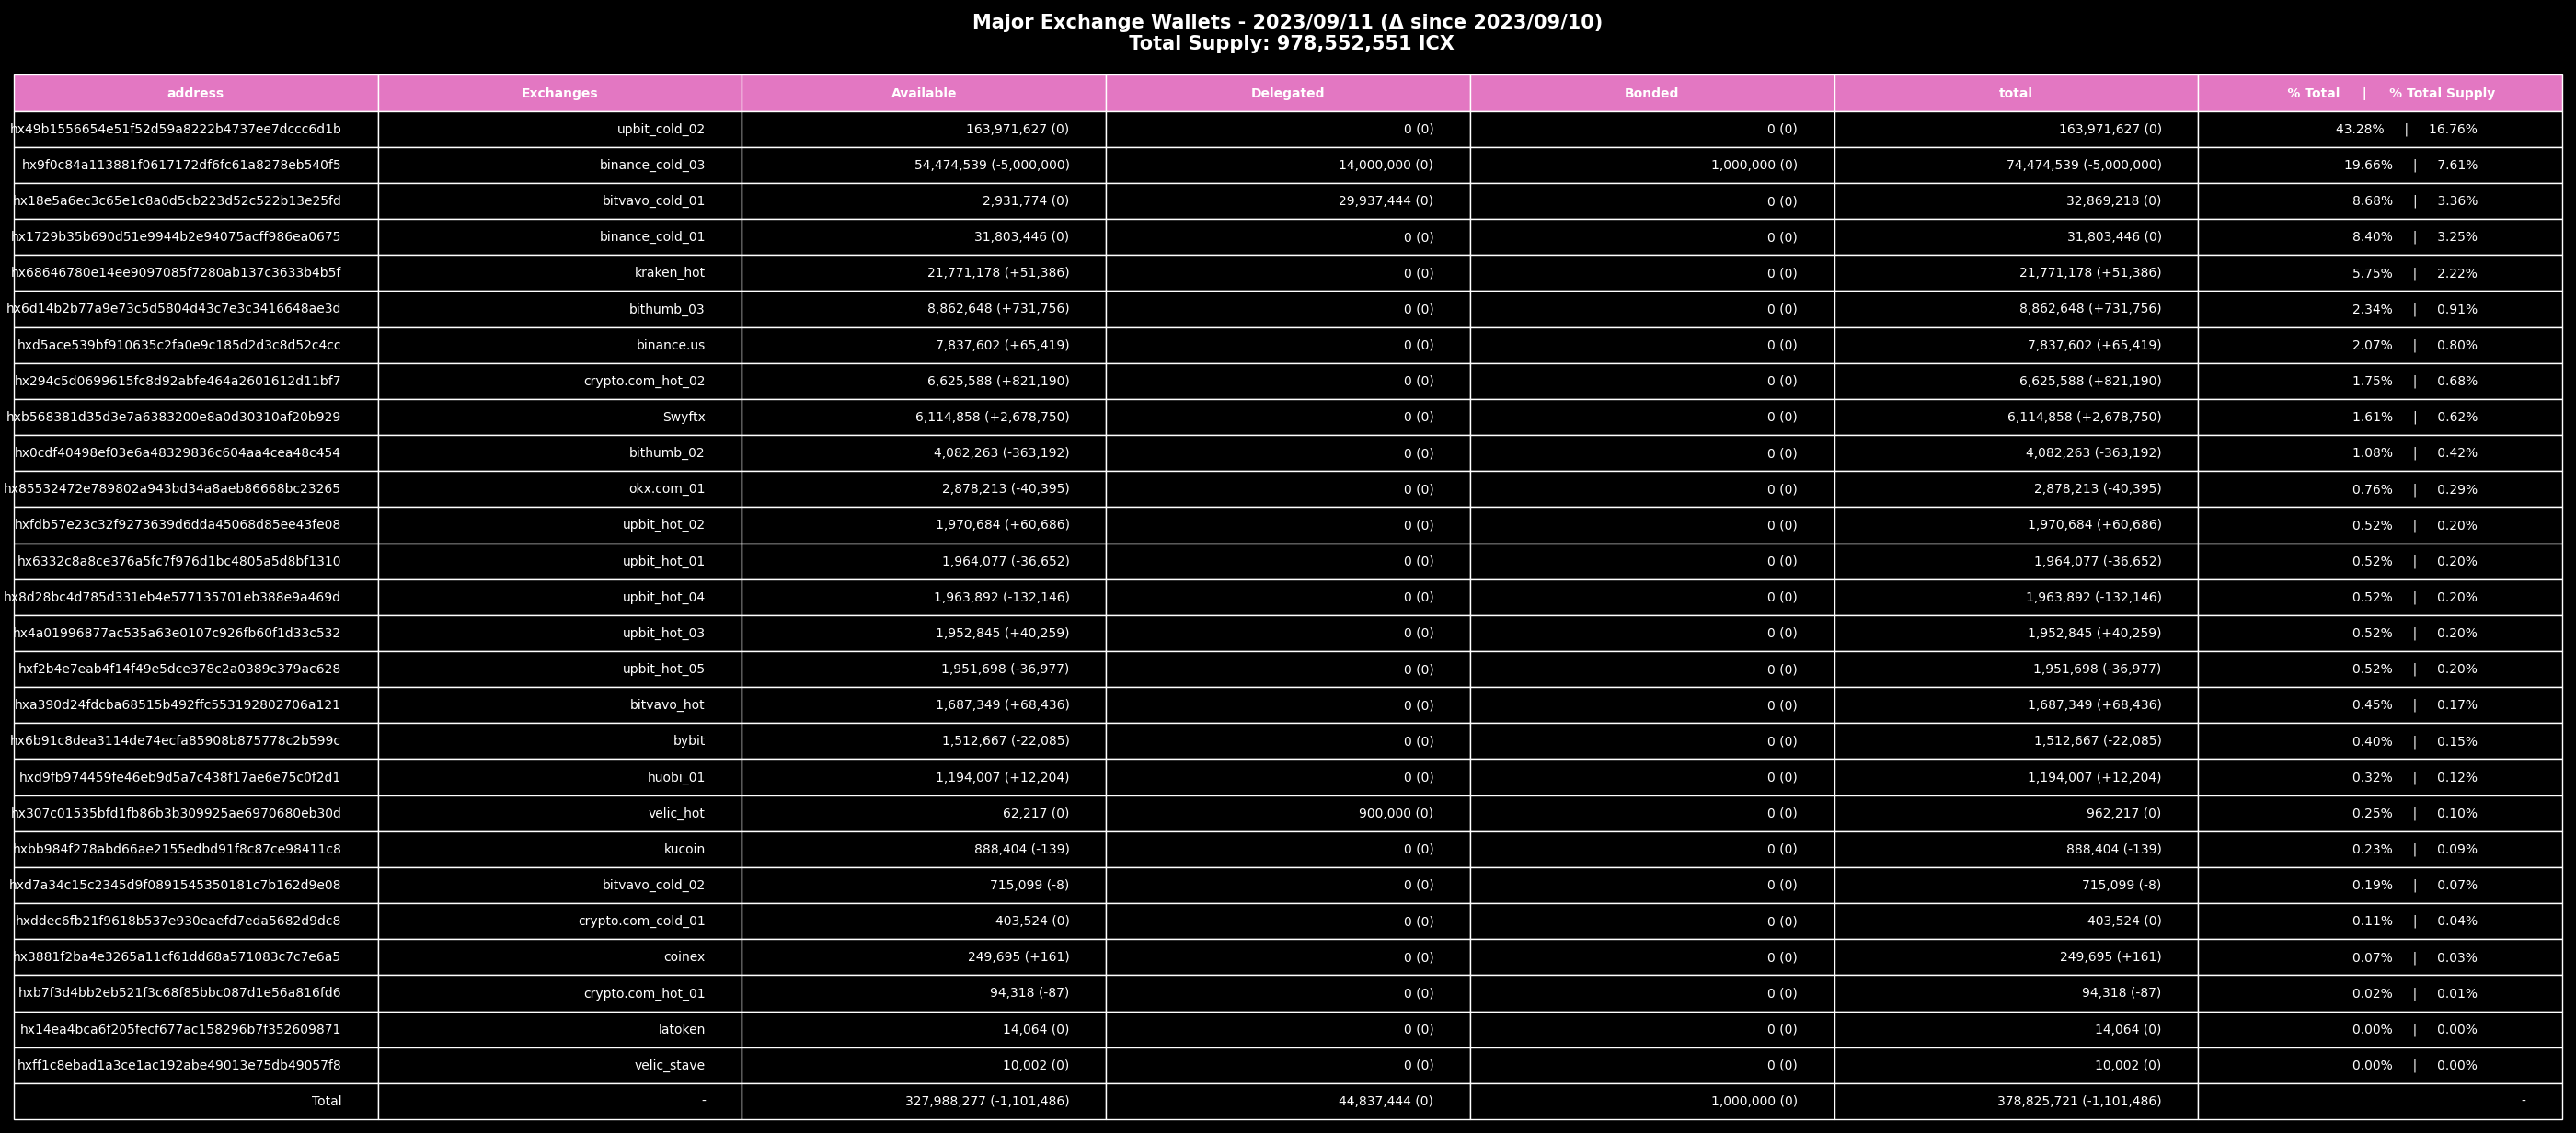 Major Exchange Wallets - 2023/09/11 (Δ since 2023/09/10)
Total Supply: 978,552,551 ICX
address Exchanges Available Delegated Bonded total % Total | % Total Supply
hx49b1556654e51f52d59a8222b4737ee7dccc6d1b upbit_cold_02 163,971,627 (0) 0 (0) 0 (0) 163,971,627 (0) 43.28% | 16.76%
hx9f0c84a113881f0617172df6fc61a8278eb540f5 binance_cold_03 54,474,539 (-5,000,000) 14,000,000 (0) 1,000,000 (0) 74,474,539 (-5,000,000) 19.66% | 7.61%
hx18e5a6ec3c65e1c8a0d5cb223d52c522b13e25fd bitvavo_cold_01 2,931,774 (0) 29,937,444 (0) 0 (0) 32,869,218 (0) 8.68% | 3.36%
hx1729b35b690d51e9944b2e94075acff986ea0675 binance_cold_01 31,803,446 (0) 0 (0) 0 (0) 31,803,446 (0) 8.40% | 3.25%
hx68646780e14ee9097085f7280ab137c3633b4b5f kraken_hot 21,771,178 (+51,386) 0 (0) 0 (0) 21,771,178 (+51,386) 5.75% | 2.22%
hx6d14b2b77a9e73c5d5804d43c7e3c3416648ae3d bithumb_03 8,862,648 (+731,756) 0 (0) 0 (0) 8,862,648 (+731,756) 2.34% | 0.91%
hxd5ace539bf910635c2fa0e9c185d2d3c8d52c4cc binance.us 7,837,602 (+65,419) 0 (0) 0 (0) 7,837,602 (+65,419) 2.07% | 0.80%
hx294c5d0699615fc8d92abfe464a2601612d11bf7 crypto.com_hot_02 6,625,588 (+821,190) 0 (0) 0 (0) 6,625,588 (+821,190) 1.75% | 0.68%
hxb568381d35d3e7a6383200e8a0d30310af20b929 Swyftx 6,114,858 (+2,678,750) 0 (0) 0 (0) 6,114,858 (+2,678,750) 1.61% | 0.62%
hx0cdf40498ef03e6a48329836c604aa4cea48c454 bithumb_02 4,082,263 (-363,192) 0 (0) 0 (0) 4,082,263 (-363,192) 1.08% | 0.42%
hx85532472e789802a943bd34a8aeb86668bc23265 okx.com_01 2,878,213 (-40,395) 0 (0) 0 (0) 2,878,213 (-40,395) 0.76% | 0.29%
hxfdb57e23c32f9273639d6dda45068d85ee43fe08 upbit_hot_02 1,970,684 (+60,686) 0 (0) 0 (0) 1,970,684 (+60,686) 0.52% | 0.20%
hx6332c8a8ce376a5fc7f976d1bc4805a5d8bf1310 upbit_hot_01 1,964,077 (-36,652) 0 (0) 0 (0) 1,964,077 (-36,652) 0.52% | 0.20%
hx8d28bc4d785d331eb4e577135701eb388e9a469d upbit_hot_04 1,963,892 (-132,146) 0 (0) 0 (0) 1,963,892 (-132,146) 0.52% | 0.20%
hx4a01996877ac535a63e0107c926fb60f1d33c532 upbit_hot_03 1,952,845 (+40,259) 0 (0) 0 (0) 1,952,845 (+40,259) 0.52% | 0.20%
hxf2b4e7eab4f14f49e5dce378c2a0389c379ac628 upbit_hot_05 1,951,698 (-36,977) 0 (0) 0 (0) 1,951,698 (-36,977) 0.52% | 0.20%
hxa390d24fdcba68515b492ffc553192802706a121 bitvavo_hot 1,687,349 (+68,436) 0 (0) 0 (0) 1,687,349 (+68,436) 0.45% | 0.17%
hx6b91c8dea3114de74ecfa85908b875778c2b599c bybit 1,512,667 (-22,085) 0 (0) 0 (0) 1,512,667 (-22,085) 0.40% | 0.15%
hxd9fb974459fe46eb9d5a7c438f17ae6e75c0f2d1 huobi_01 1,194,007 (+12,204) 0 (0) 0 (0) 1,194,007 (+12,204) 0.32% | 0.12%
hx307c01535bfd1fb86b3b309925ae6970680eb30d velic_hot 62,217 (0) 900,000 (0) 0 (0) 962,217 (0) 0.25% | 0.10%
hxbb984f278abd66ae2155edbd91f8c87ce98411c8 kucoin 888,404 (-139) 0 (0) 0 (0) 888,404 (-139) 0.23% | 0.09%
hxd7a34c15c2345d9f0891545350181c7b162d9e08 bitvavo_cold_02 715,099 (-8) 0 (0) 0 (0) 715,099 (-8) 0.19% | 0.07%
hxddec6fb21f9618b537e930eaefd7eda5682d9dc8 crypto.com_cold_01 403,524 (0) 0 (0) 0 (0) 403,524 (0) 0.11% | 0.04%
hx3881f2ba4e3265a11cf61dd68a571083c7c7e6a5 coinex 249,695 (+161) 0 (0) 0 (0) 249,695 (+161) 0.07% | 0.03%
hxb7f3d4bb2eb521f3c68f85bbc087d1e56a816fd6 crypto.com_hot_01 94,318 (-87) 0 (0) 0 (0) 94,318 (-87) 0.02% | 0.01%
hx14ea4bca6f205fecf677ac158296b7f352609871 latoken 14,064 (0) 0 (0) 0 (0) 14,064 (0) 0.00% | 0.00%
hxff1c8ebad1a3ce1ac192abe49013e75db49057f8 velic_stave 10,002 (0) 0 (0) 0 (0) 10,002 (0) 0.00% | 0.00%
Total - 327,988,277 (-1,101,486) 44,837,444 (0) 1,000,000 (0) 378,825,721 (-1,101,486) -